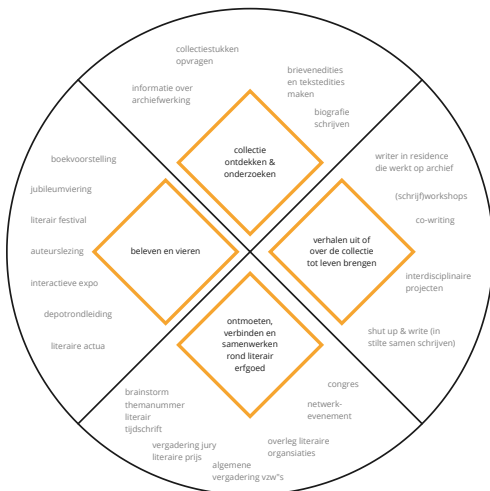 collectiestukken
opvragen
informatie over
archiefwerking
brievenedities
en tekstedities
maken
biografie
schrijven
collectie
ontdekken &
onderzoeken
boekvoorstelling
jubileumviering
literair festival
auteurslezing
interactieve expo
depotrondleiding
literaire actua
beleven en vieren
writer in residence
die werkt op archief
(schrijf)workshops
co-writing
interdisciplinaire
projecten
shut up & write (in
stilte samen schrijven)
verhalen uit of
over de collectie
tot leven brengen
ontmoeten,
verbinden en
samenwerken
rond literair
erfgoed
brainstorm
themanummer
literair
tijdschrift
vergadering jury
literaire prijs
algemene
vergadering vzw"s
overleg literaire
organsiaties
netwerk-
evenement
congres